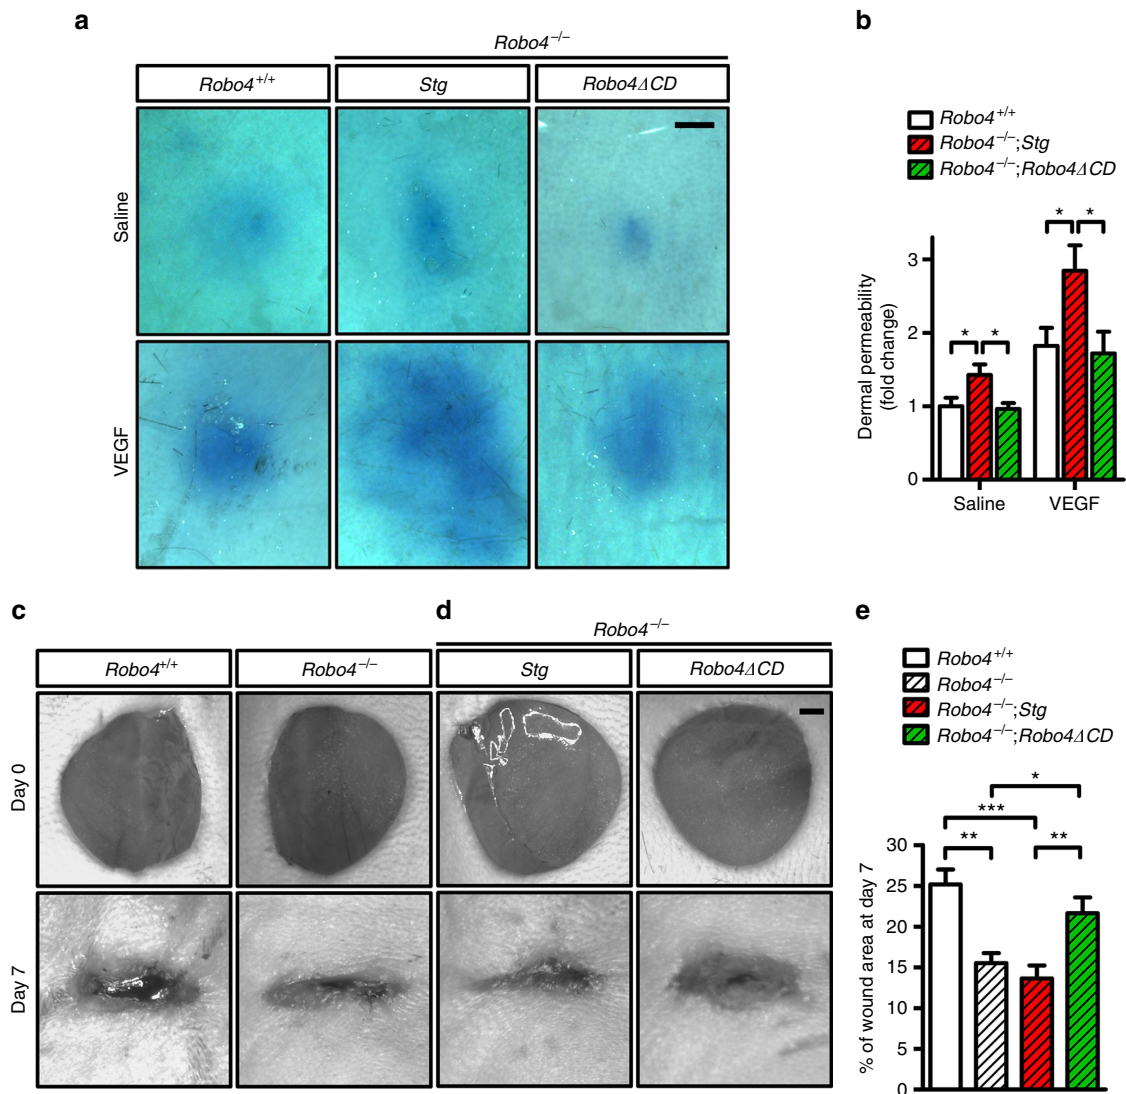 a
Robo4−/−
Robo4+/+
Stg
Robo4ΔCD
Saline
VEGF
b
Robo4+/+
Robo4−/−;Stg
Robo4−/−;Robo4ΔCD
* *
* *
3
2
1
0
Dermal permeability
(fold change)
Saline VEGF
c
Robo4+/+
Robo4−/−
Day 0
Day 7
d
Robo4−/−
Stg
Robo4ΔCD
e
Robo4+/+
Robo4−/−
Robo4−/−;Stg
Robo4−/−;Robo4ΔCD
*
***
** **
30
25
20
15
10
5
0
% of wound area at day 7